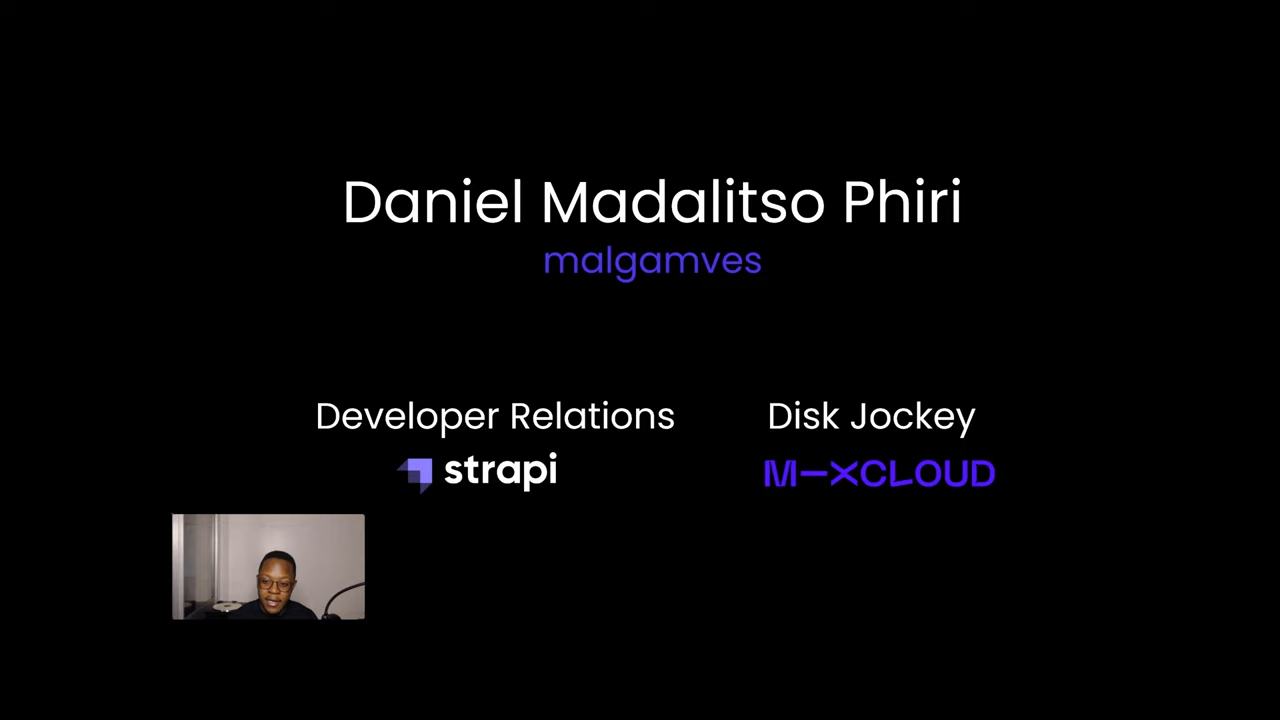 Daniel Madalitso Phiri
malgamves
Developer Relations
strapi
Disk Jockey
MIXCLOUD